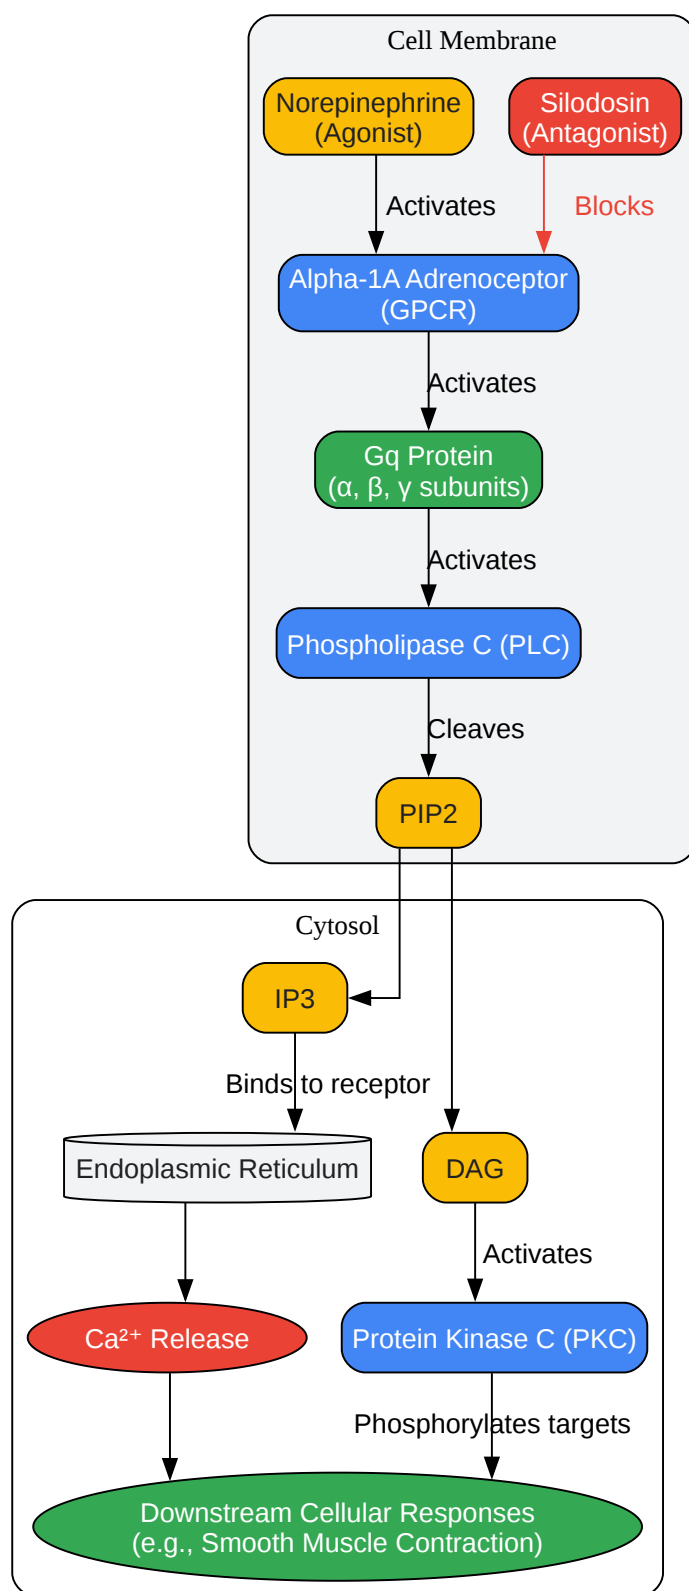 Cell Membrane
Norepinephrine
(Agonist)
Silodosin
(Antagonist)
Activates
Blocks
Alpha-1A Adrenoceptor
(GPCR)
Activates
Gq Protein
(α, β, γ subunits)
Activates
Phospholipase C (PLC)
Cleaves
PIP2
Cytosol
IP3
Binds to receptor
Endoplasmic Reticulum
DAG
Activates
Ca²⁺ Release
Protein Kinase C (PKC)
Phosphorylates targets
Downstream Cellular Responses
(e.g., Smooth Muscle Contraction)